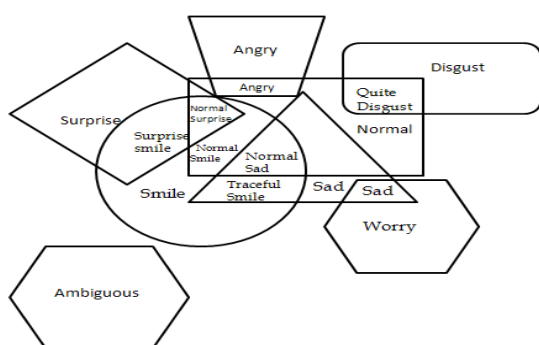 Angry
Disgust
Angry
Quite
Disgust
Normal
Surprise
Surprise
Normal
Surprise
smile
Normal
Smile
Normal
Sad
Smile
Traceful
Smile
Sad
Sad
Worry
Ambiguous